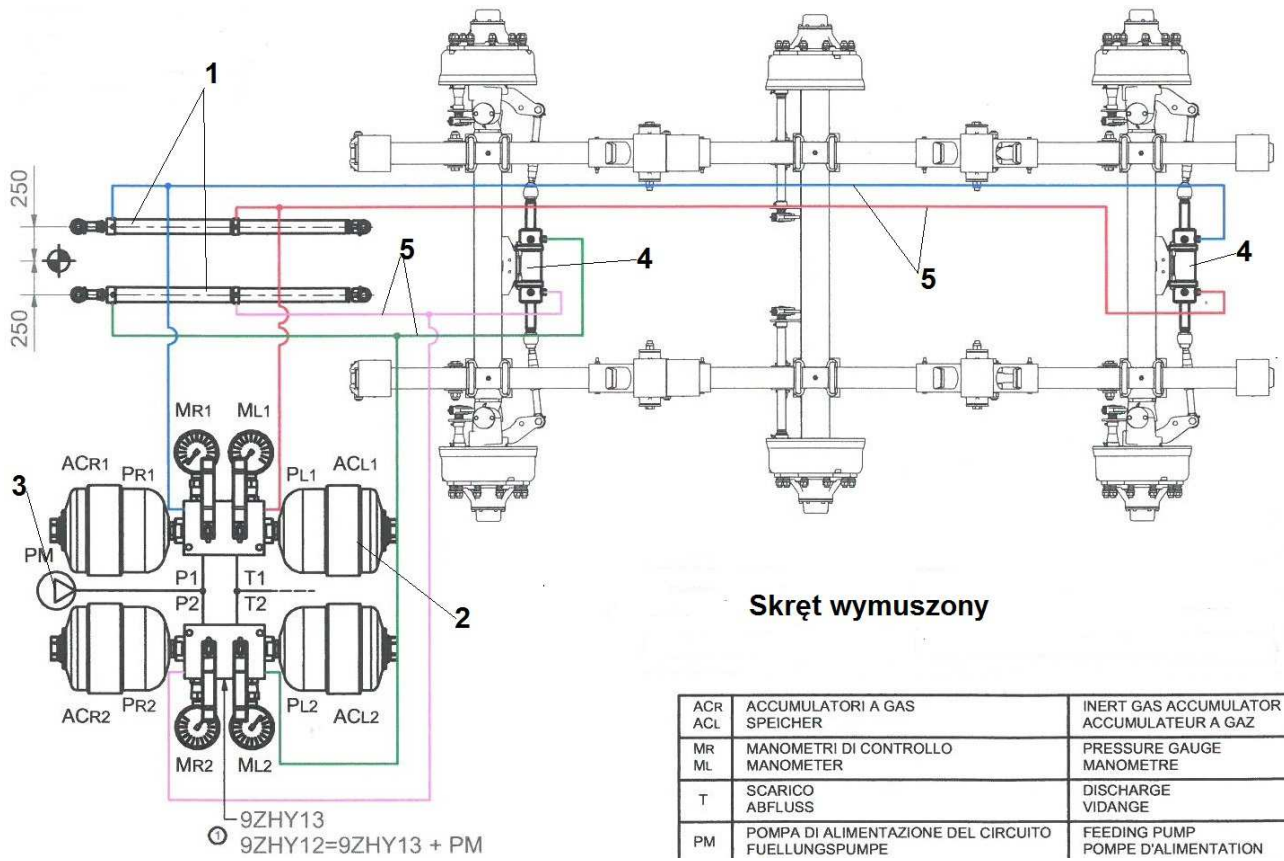 1
250
250
5
4
5
4
MR1 ML1
ACR1 PR1 PL1 ACL1
3
PM
P1 T1
P2 T2
2
Skręt wymuszony
PR2 PL2
ACR2 ACL2
MR2 ML2
9ZHY13
1 9ZHY12=9ZHY13 + PM
ACR ACCUMULATORI A GAS INERT GAS ACCUMULATOR
ACL SPEICHER ACCUMULATEUR A GAZ
MR MANOMETRI DI CONTROLLO PRESSURE GAUGE
ML MANOMETER MANOMETRE
T SCARICO DISCHARGE
ABFLUSS VIDANGE
PM POMPA DI ALIMENTAZIONE DEL CIRCUITO FEEDING PUMP
FUELLUNGSPUMPE POMPE D'ALIMENTATION